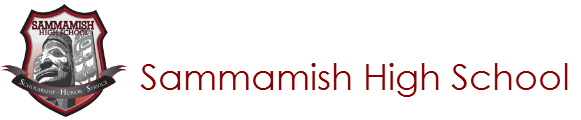 SAMMAMISH
HIGH SCHOOL
SCHOLARSHIP · HONOR · SERVICE
Sammamish High School